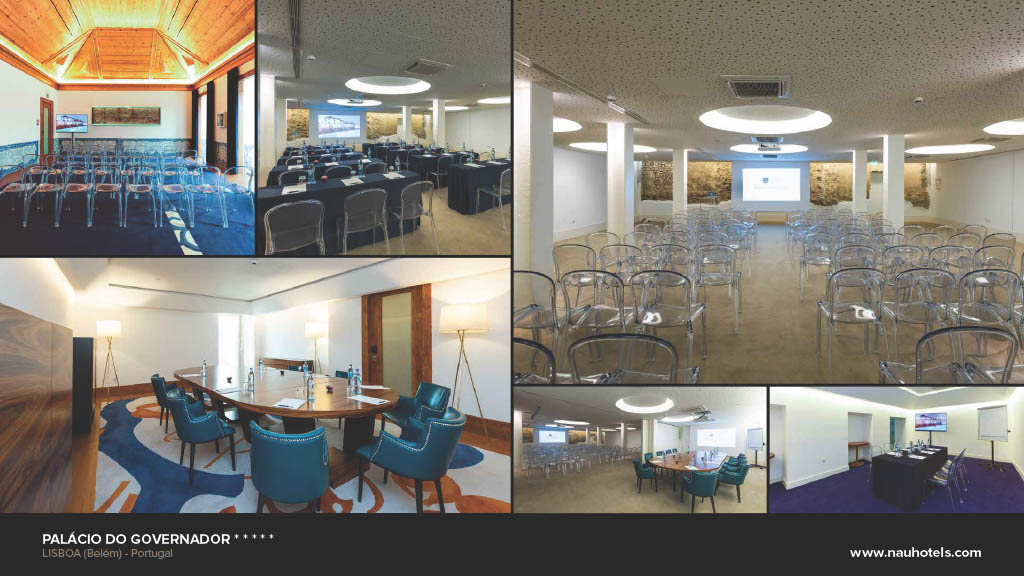 PALÁCIO DO GOVERNADOR * * * * *
LISBOA (Belém) - Portugal
www.nauhotels.com